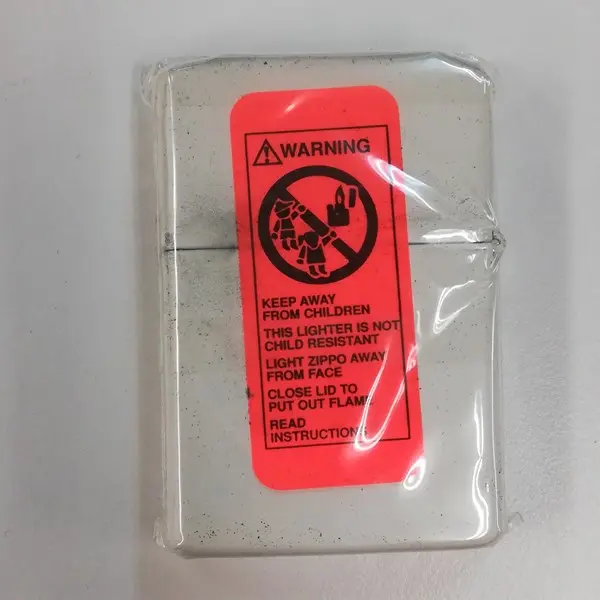 WARNING
KEEP AWAY
FROM CHILDREN
THIS LIGHTER IS NOT
CHILD RESISTANT
LIGHT ZIPPO AWAY
FROM FACE
CLOSE LID TO
PUT OUT FLAME
READ
INSTRUCTIONS